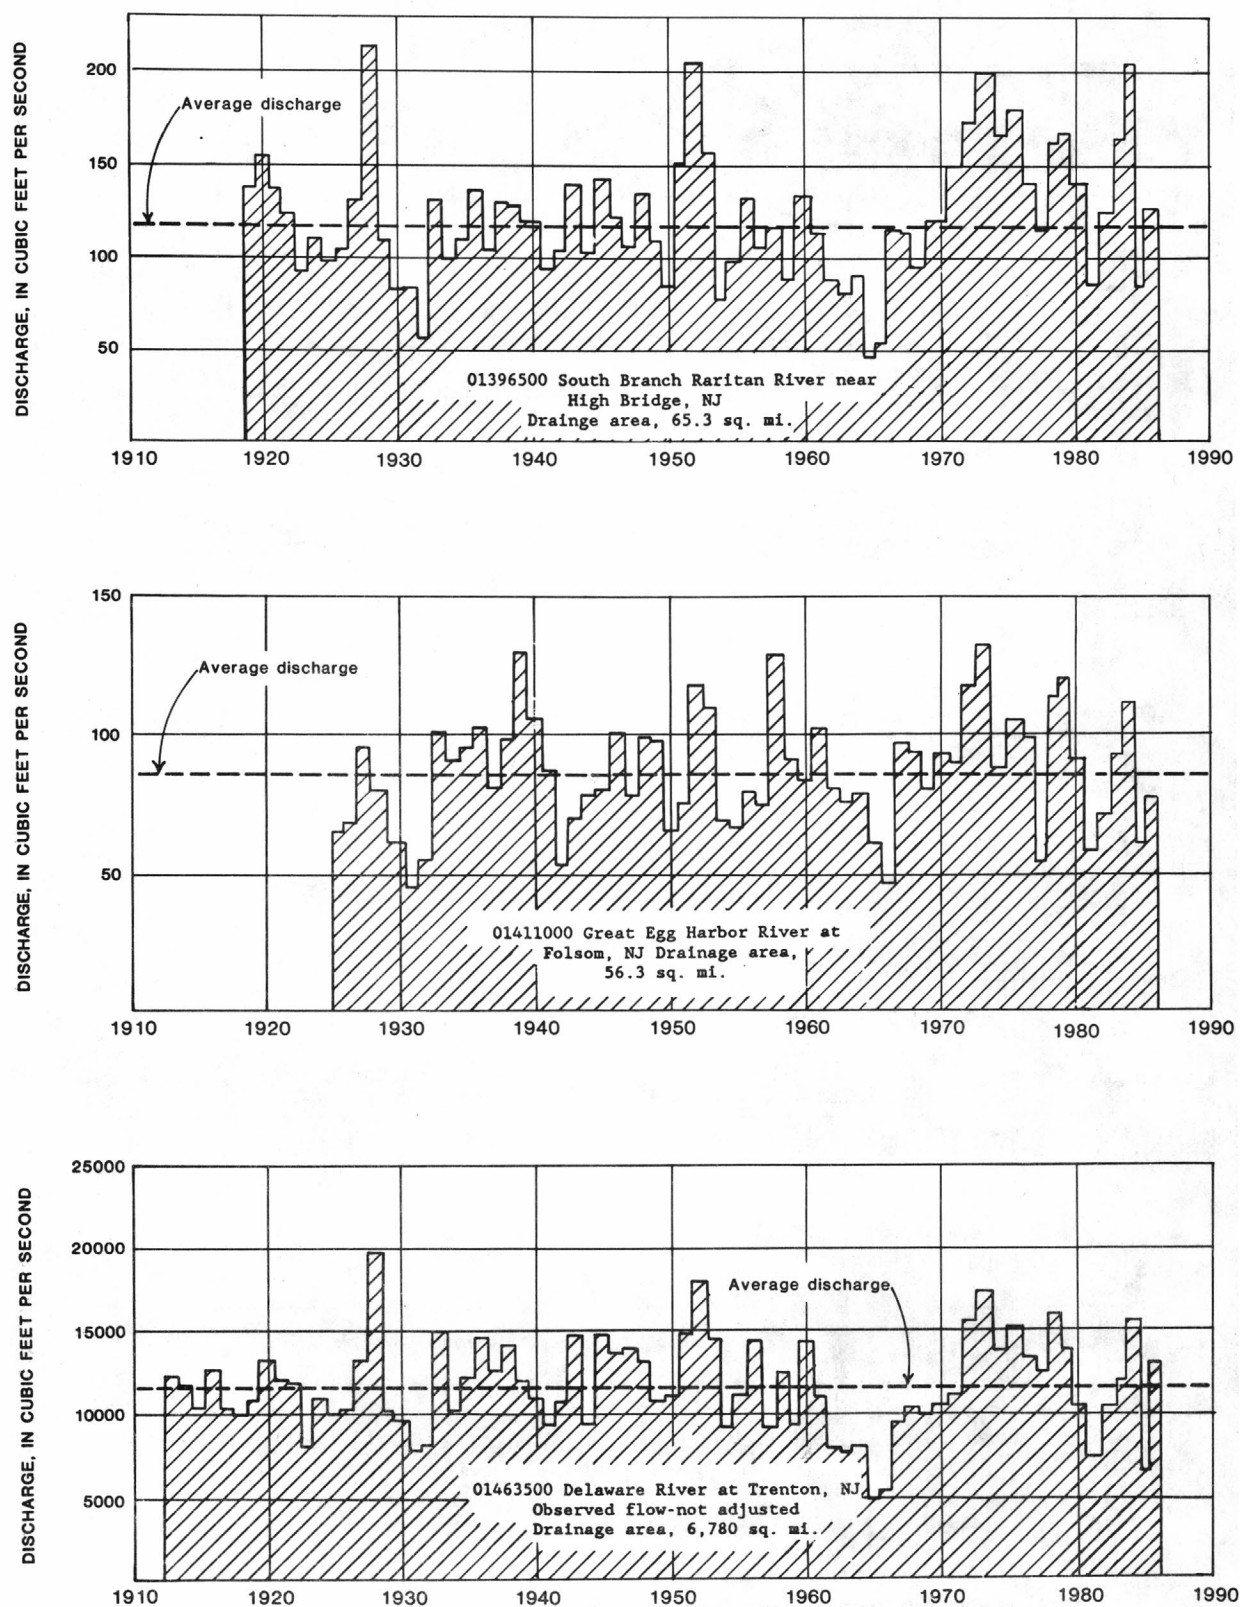 DISCHARGE, IN CUBIC FEET PER SECOND
200
150
100
50
Average discharge
01396500 South Branch Raritan River near
High Bridge, NJ
Drainge area, 65.3 sq. mi.
1910 1920 1930 1940 1950 1960 1970 1980 1990
DISCHARGE, IN CUBIC FEET PER SECOND
150
100
50
Average discharge
01411000 Great Egg Harbor River at
Folsom, NJ Drainage area,
56.3 sq. mi.
1910 1920 1930 1940 1950 1960 1970 1980 1990
DISCHARGE, IN CUBIC FEET PER SECOND
25000
20000
15000
10000
5000
Average discharge
01463500 Delaware River at Trenton, NJ
Observed flow-not adjusted
Drainage area, 6,780 sq. mi.
1910 1920 1930 1940 1950 1960 1970 1980 1990